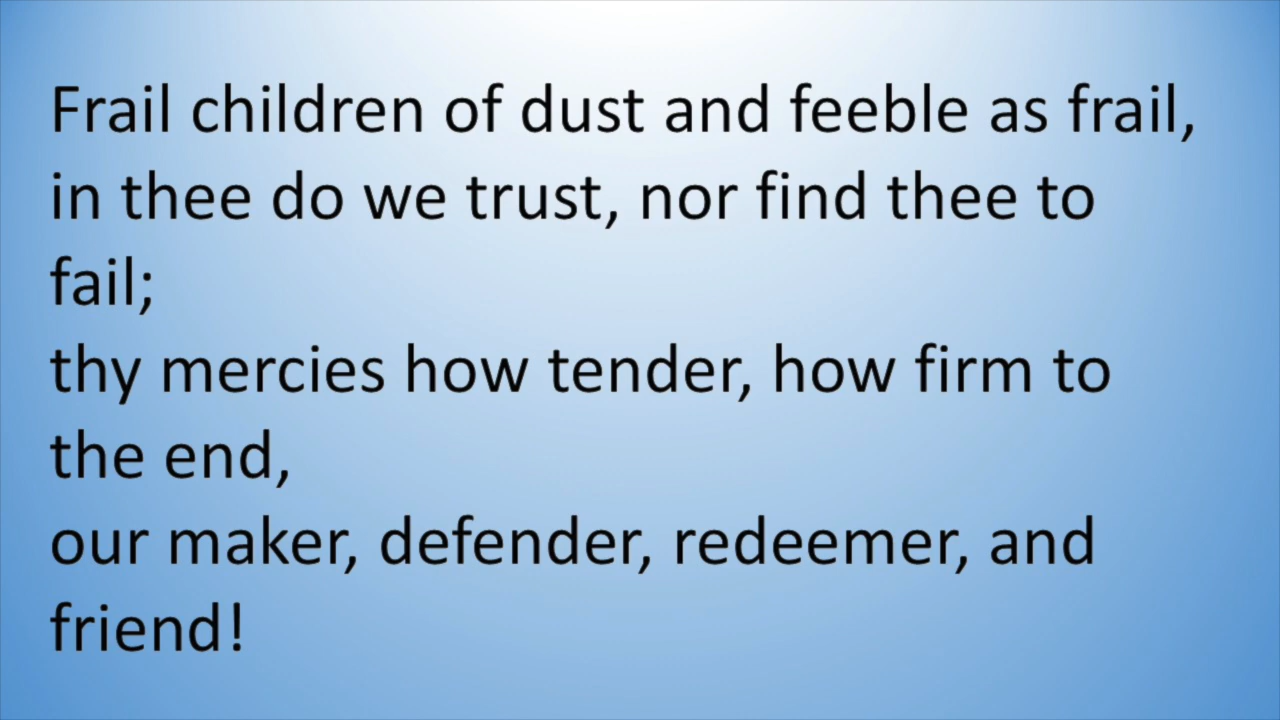 Frail children of dust and feeble as frail,
in thee do we trust, nor find thee to
fail;
thy mercies how tender, how firm to
the end,
our maker, defender, redeemer, and
friend!